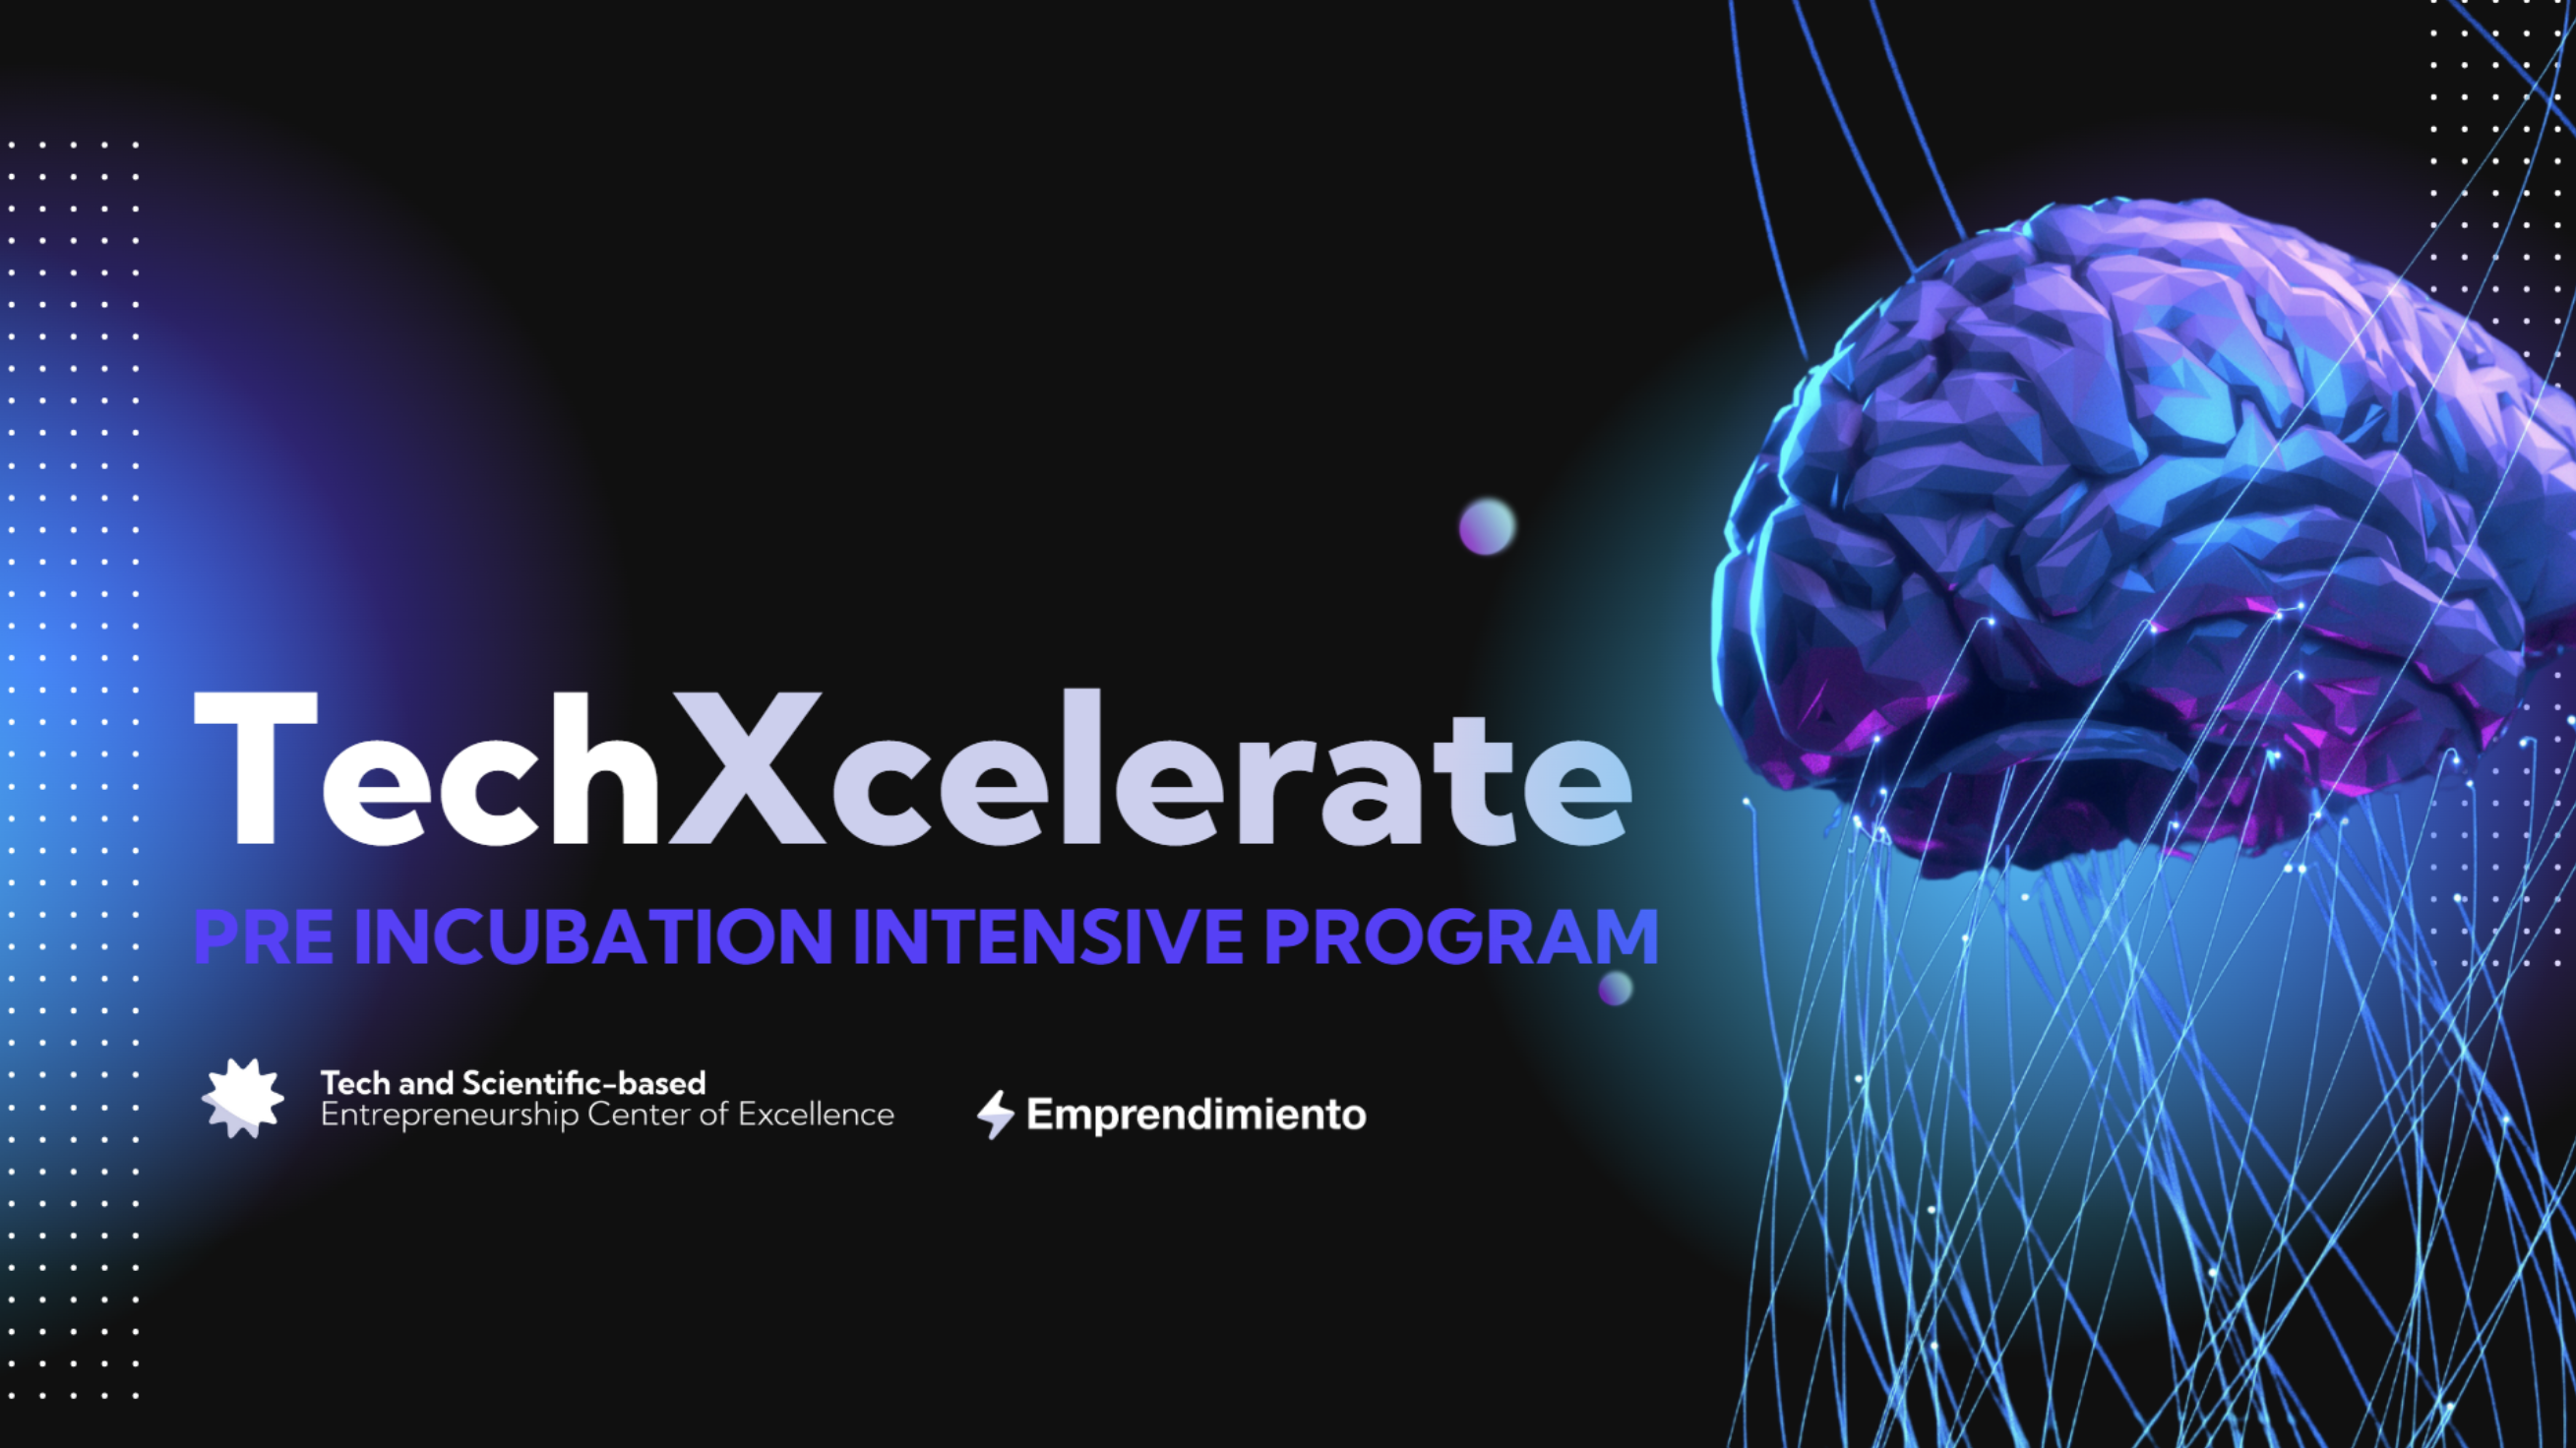 TechXcelerate
PRE INCUBATION INTENSIVE PROGRAM
Tech and Scientific-based
Entrepreneurship Center of Excellence
Emprendimiento